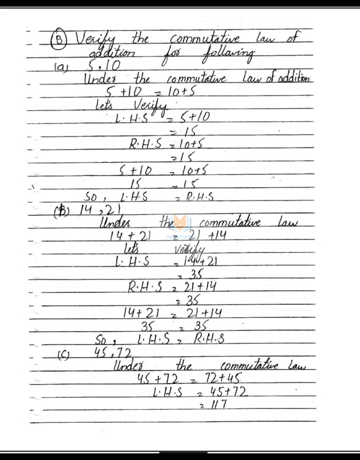 (B) Verify the commutative law of
addition for following
(a) 5,10
Under the commutative law of addition
5 + 10 = 10+5
lets Verify
L.H.S = 5+10
= 15
R.H.S = 10+5
= 15
5+10 = 10+5
15 = 15
So, L.H.S = R.H.S
(B) 14, 21
Under the commutative law
14 + 21 = 21 + 14
lets verify
L.H.S = 14+21
= 35
R.H.S = 21+14
= 35
14+21 = 21+14
35 = 35
So, L.H.S = R.H.S
(C) 45,72
Under the commutative law
45+72 = 72+45
L.H.S = 45+72
= 117